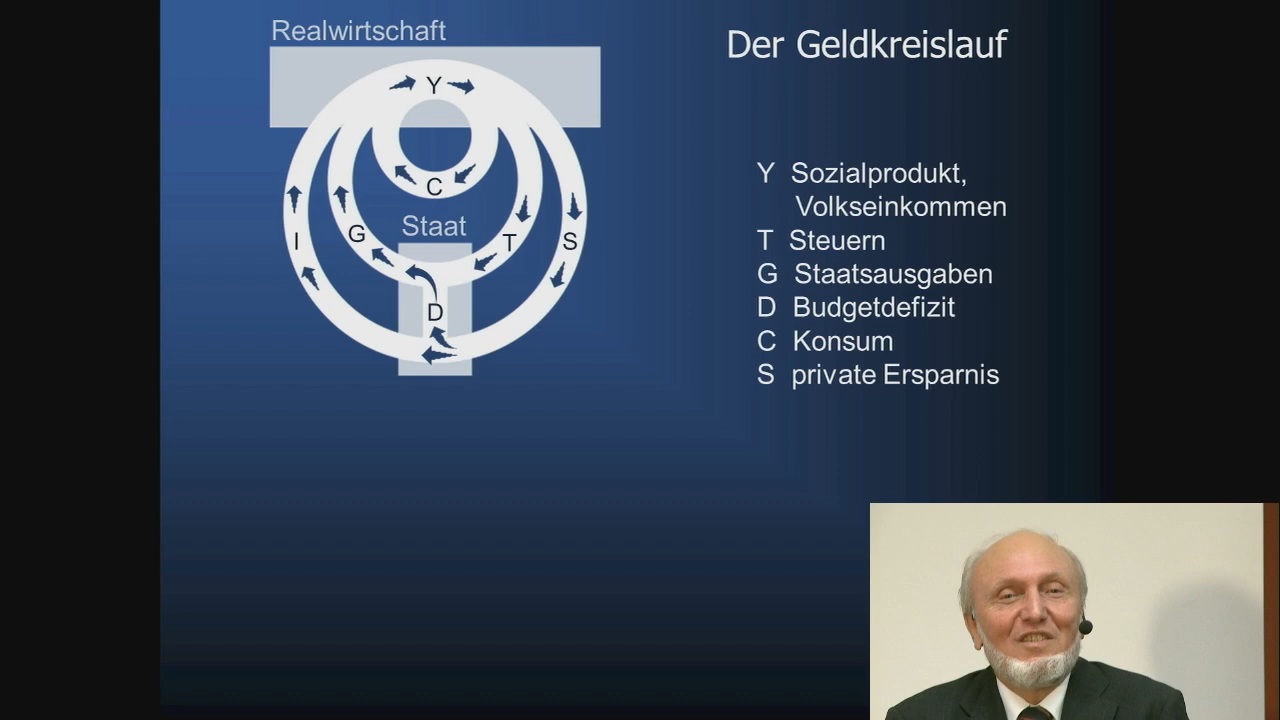 Realwirtschaft
Der Geldkreislauf
Y
C
Staat
I
G
T
S
D
Y Sozialprodukt,
Volkseinkommen
T Steuern
G Staatsausgaben
D Budgetdefizit
C Konsum
S private Ersparnis